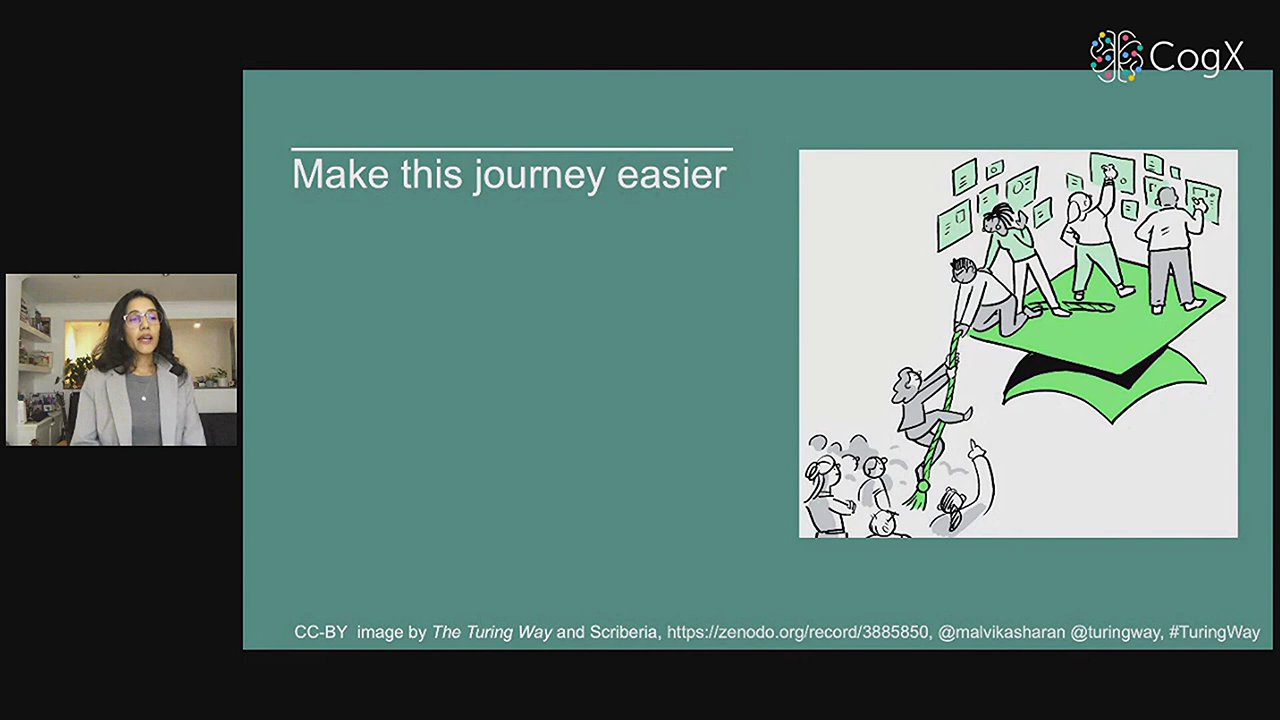 CogX
Make this journey easier
CC-BY image by The Turing Way and Scriberia, https://zenodo.org/record/3885850, @malvikasharan @turingway, #TuringWay